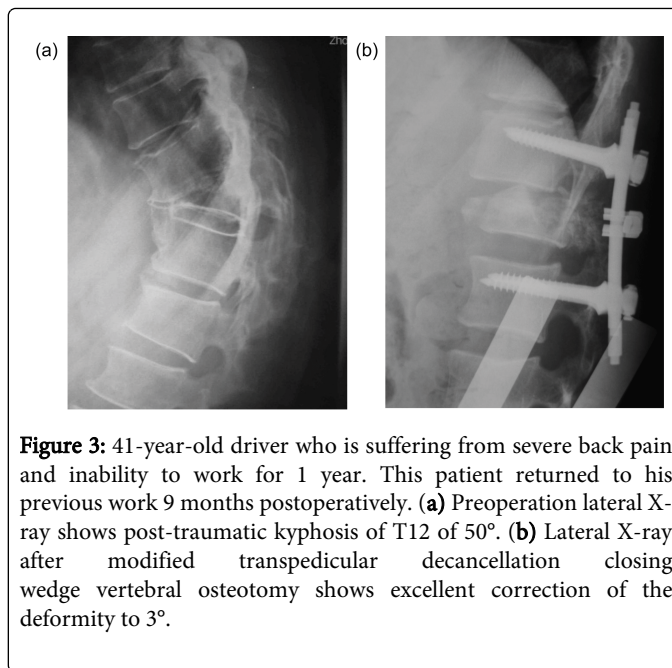 (a)
Zho
(b)
Figure 3: 41-year-old driver who is suffering from severe back pain
and inability to work for 1 year. This patient returned to his
previous work 9 months postoperatively. (a) Preoperation lateral X-
ray shows post-traumatic kyphosis of T12 of 50°. (b) Lateral X-ray
after modified transpedicular decancellation closing
wedge vertebral osteotomy shows excellent correction of the
deformity to 3°.